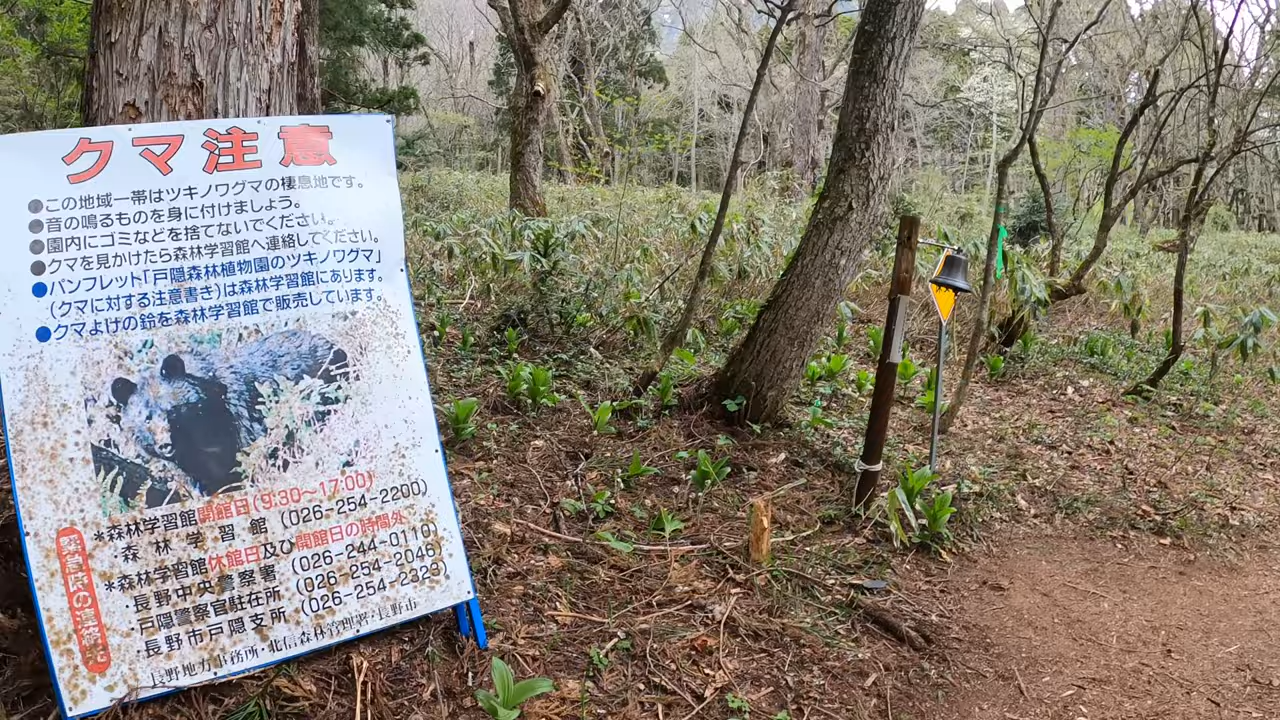 クマ注意
●この地域一帯はツキノワグマの棲息地です。
●音の鳴るものを身に付けましょう。
●園内にゴミなどを捨てないでください。
●クマを見かけたら森林学習館へ連絡してください。
●パンフレット「戸隠森林植物園のツキノワグマ」
(クマに対する注意書き)は森林学習館にあります。
●クマよけの鈴を森林学習館で販売しています。
*森林学習館開館日(9:30〜17:00)
森林学習館 (026-254-2200)
*森林学習館休館日及び開館日の時間外
・長野中央警察署 (026-244-0110)
・戸隠警察官駐在所 (026-254-2046)
・長野市戸隠支所 (026-254-2323)
長野地方事務所・北信森林管理署・長野市